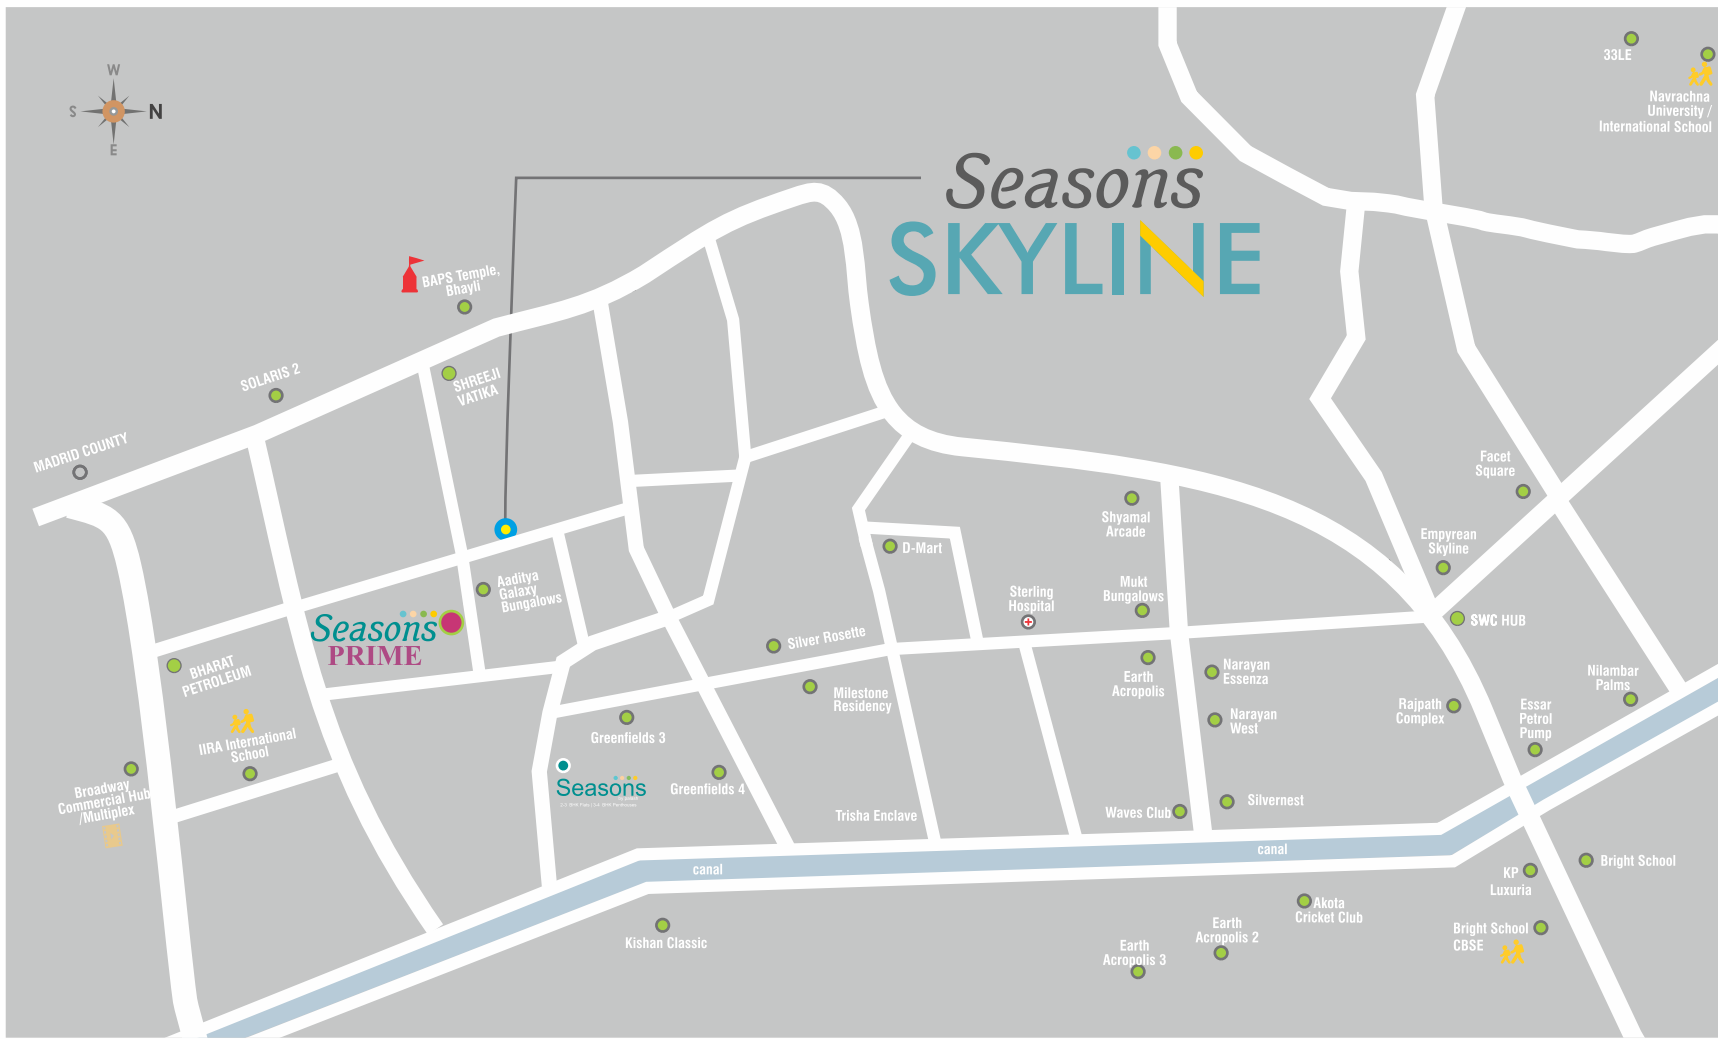 33LE
Navrachna
University /
International School
W
S
N
E
Seasons
SKYLINE
BAPS Temple,
Bhayli
SOLARIS 2
SHREEJI
VATIKA
MADRID COUNTY
Facet
Square
Shyamal
Arcade
Empyrean
Skyline
D-Mart
Aaditya
Galaxy
Bungalows
Sterling
Hospital
Mukt
Bungalows
SWC HUB
Seasons
PRIME
Silver Rosette
BHARAT
PETROLEUM
Milestone
Residency
Earth
Acropolis
Narayan
Essenza
Narayan
West
Rajpath
Complex
Essar
Petrol
Pump
Nilambar
Palms
IIRA International
School
Greenfields 3
Broadway
Commercial Hub
/Multiplex
Seasons
Greenfields 4
Trisha Enclave
Waves Club
Silvernest
canal
canal
Bright School
KP
Luxuria
Akota
Cricket Club
Kishan Classic
Earth
Acropolis 2
Bright School
CBSE
Earth
Acropolis 3